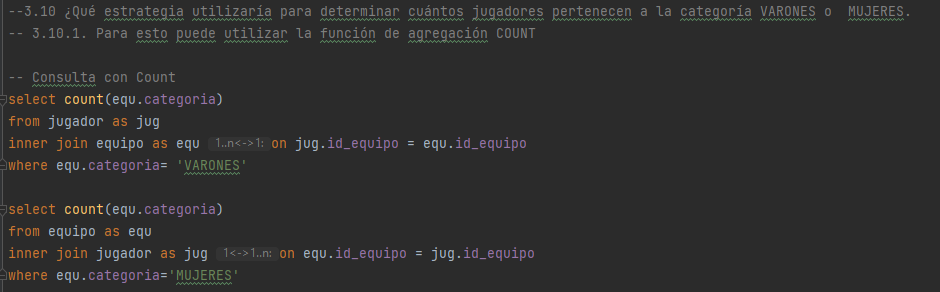 --3.10 ¿Qué estrategia utilizaría para determinar cuántos jugadores pertenecen a la categoría VARONES o  MUJERES.
-- 3.10.1. Para esto puede utilizar la función de agregación COUNT
-- Consulta con Count
select count(equ.categoria)
from jugador as jug
inner join equipo as equ 1..n<->1: on jug.id_equipo = equ.id_equipo
where equ.categoria= 'VARONES'
select count(equ.categoria)
from equipo as equ
inner join jugador as jug 1<->1..n: on equ.id_equipo = jug.id_equipo
where equ.categoria='MUJERES'